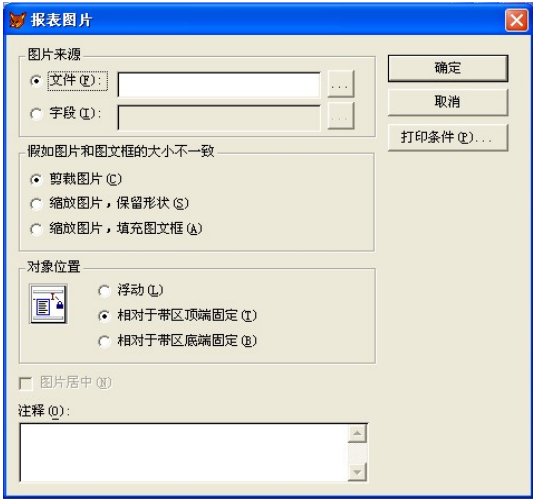 报表图片
图片来源
文件(F):
...
字段(I):
...
确定
取消
打印条件(P)...
假如图片和图文框的大小不一致
剪裁图片(C)
缩放图片，保留形状(S)
缩放图片，填充图文框(A)
对象位置
浮动(L)
相对于带区顶端固定(T)
相对于带区底端固定(B)
图片居中(N)
注释(O):